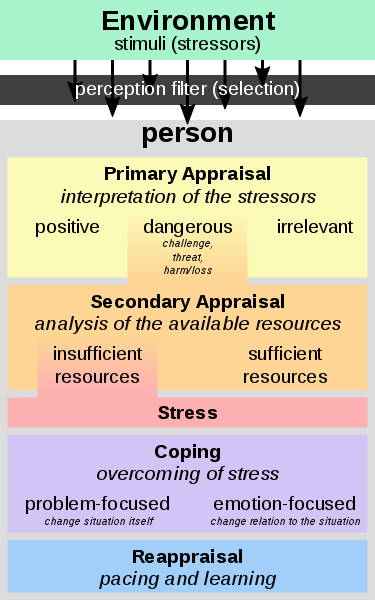 Environment
stimuli (stressors)
perception filter (selection)
person
Primary Appraisal
interpretation of the stressors
positive
dangerous
irrelevant
challenge,
threat,
harm/loss
Secondary Appraisal
analysis of the available resources
insufficient
resources
sufficient
resources
Stress
Coping
overcoming of stress
problem-focused
change situation itself
emotion-focused
change relation to the situation
Reappraisal
pacing and learning